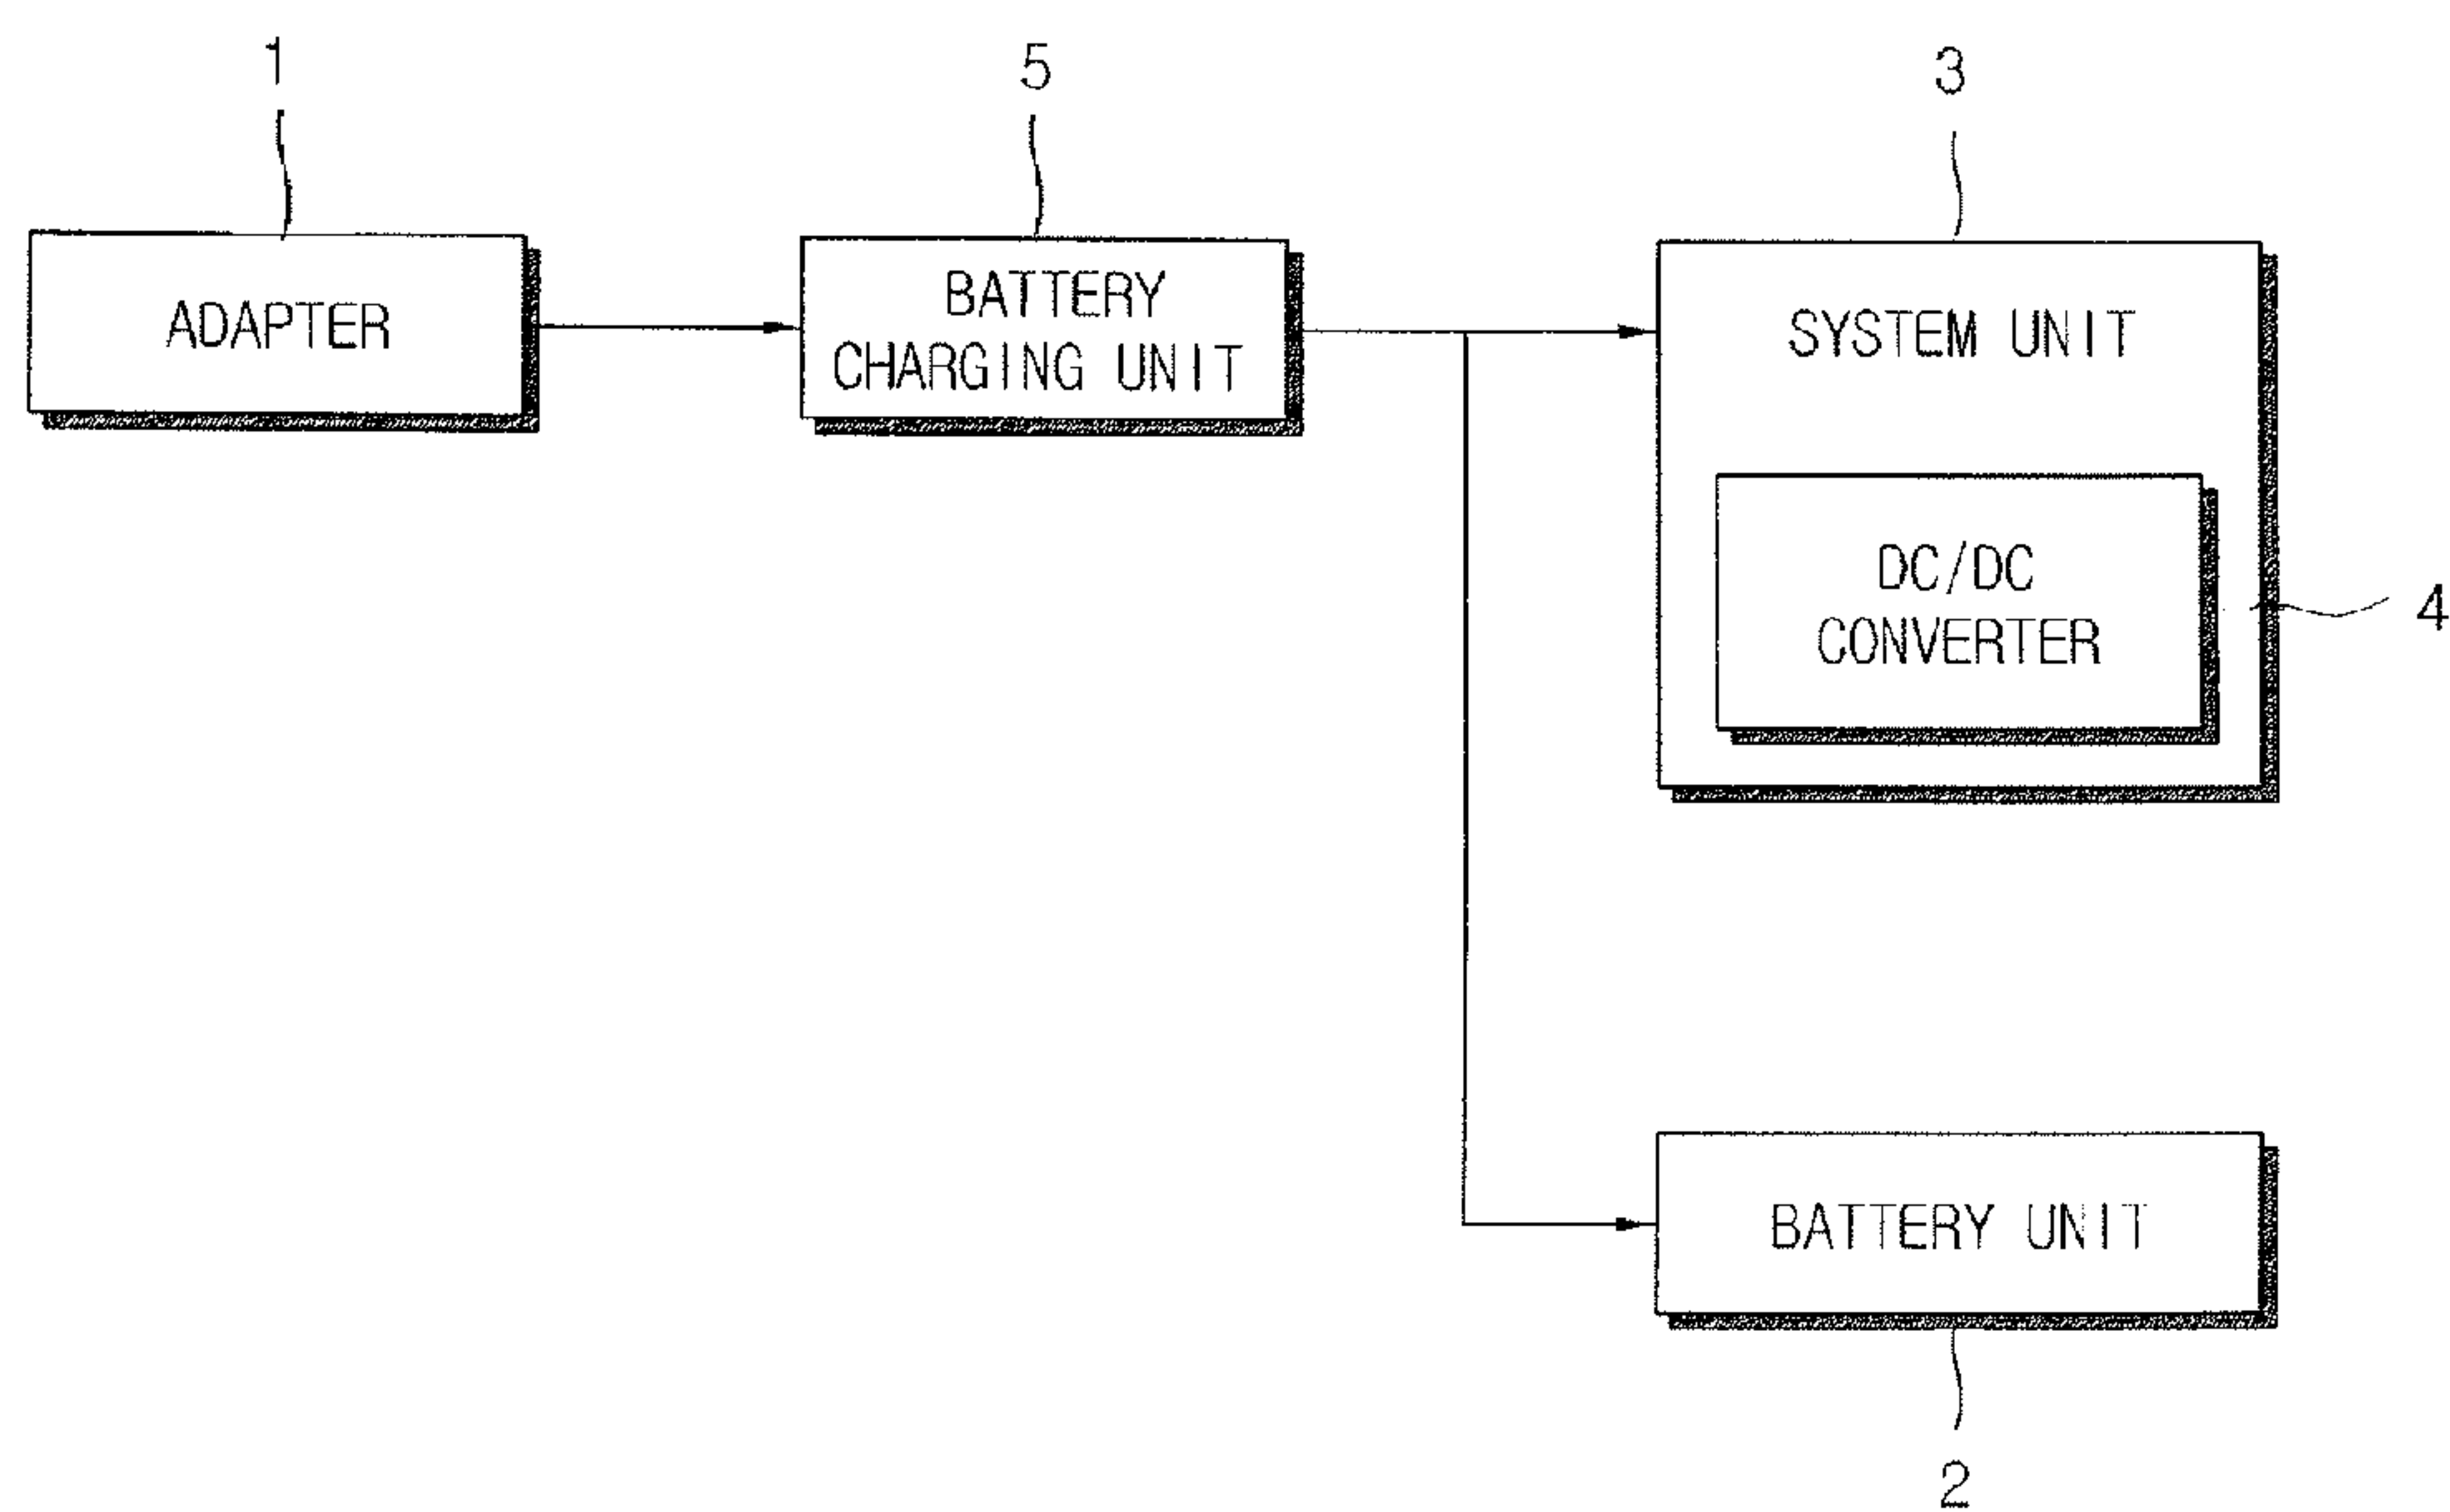 1
5
3
ADAPTER
BATTERY
CHARGING UNIT
SYSTEM UNIT
DC/DC
CONVERTER
4
BATTERY UNIT
2